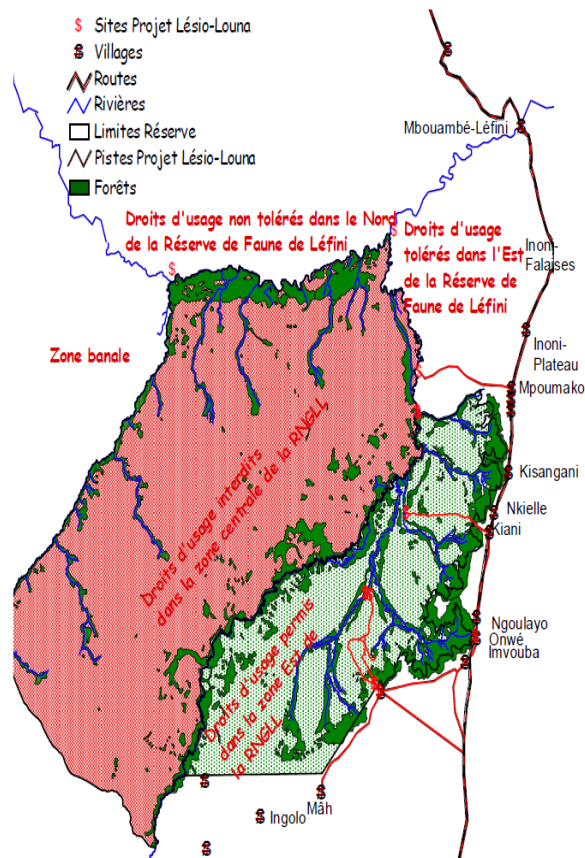 Sites Projet Lésio-Louna
Villages
Routes
Rivières
Limites Réserve
Pistes Projet Lésio-Louna
Forêts
Mbouambé-Léfini
Droits d'usage non tolérés dans le Nord
de la Réserve de Faune de Léfini
Droits d'usage
tolérés dans l'Est
de la Réserve de
Faune de Léfini
Inoni-
Falaises
Zone banale
Inoni-
Plateau
Mpoumako
Droits d'usage interdits
dans la zone centrale de la RNGLL
Kisangani
Nkielle
Kiani
Droits d'usage permis
dans la zone Est de
la RNGLL
Ngoulayo
Onwé
Imvouba
Mâh
Ingolo